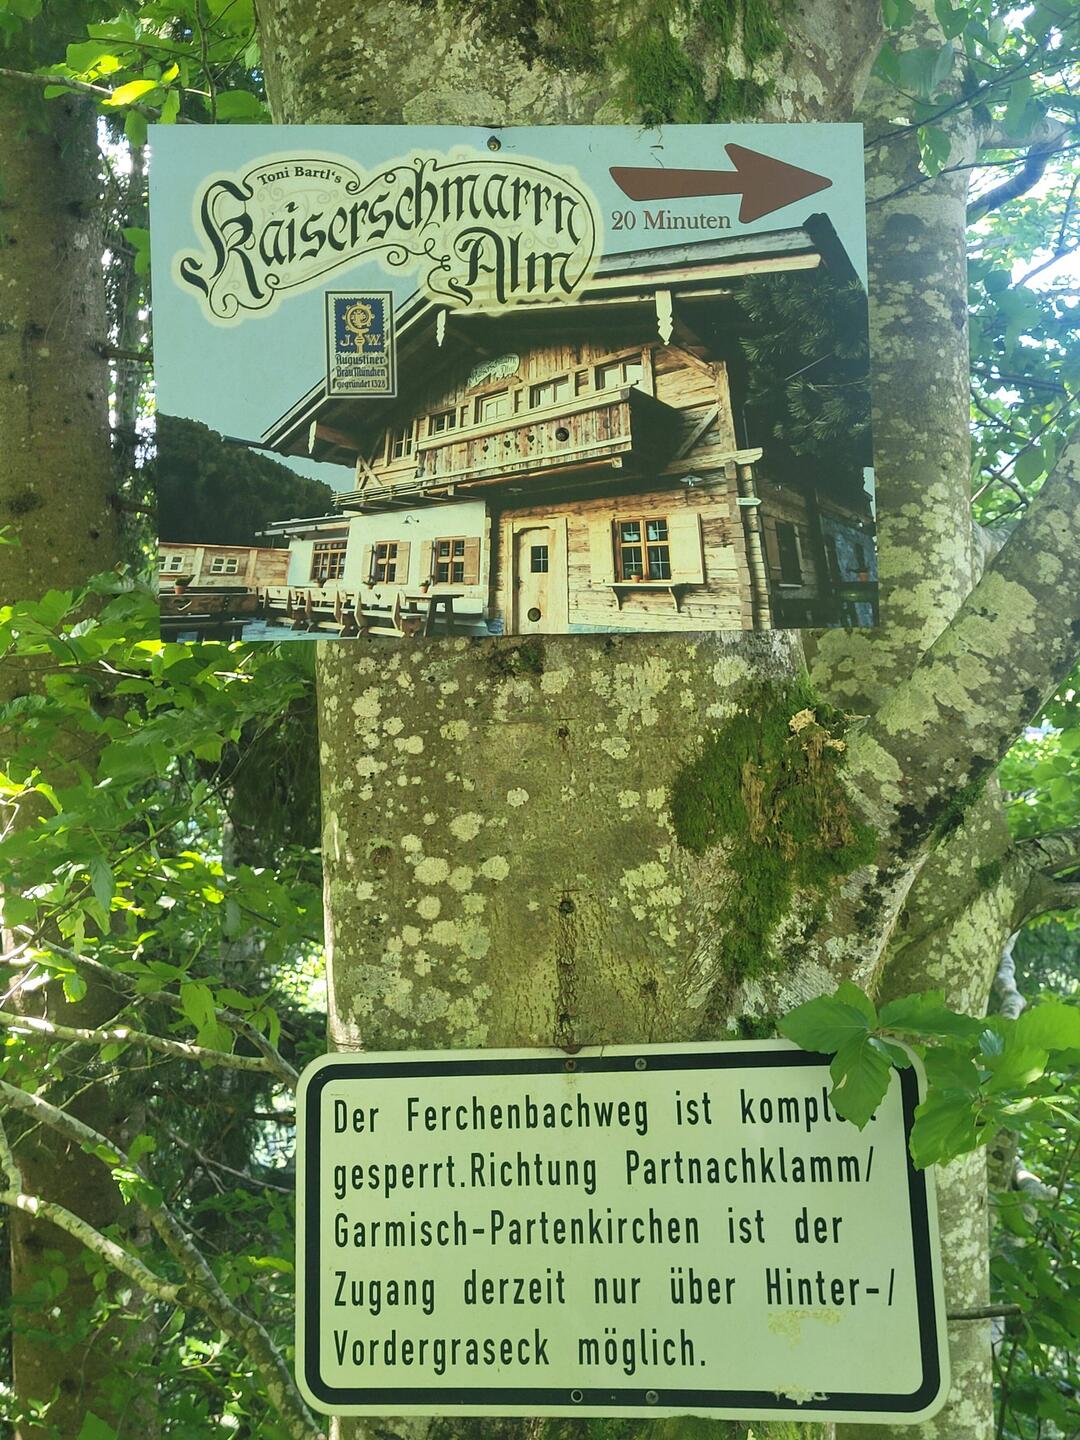 Toni Bartl's
Kaiserschmarrn
Alm
20 Minuten
J. W.
Augustiner
Bräu München
gegründet 1328
Der Ferchenbachweg ist
gesperrt.Richtung Partnachklamm/
Garmisch-Partenkirchen ist der
Zugang derzeit nur über Hinter-/
Vordergraseck möglich.